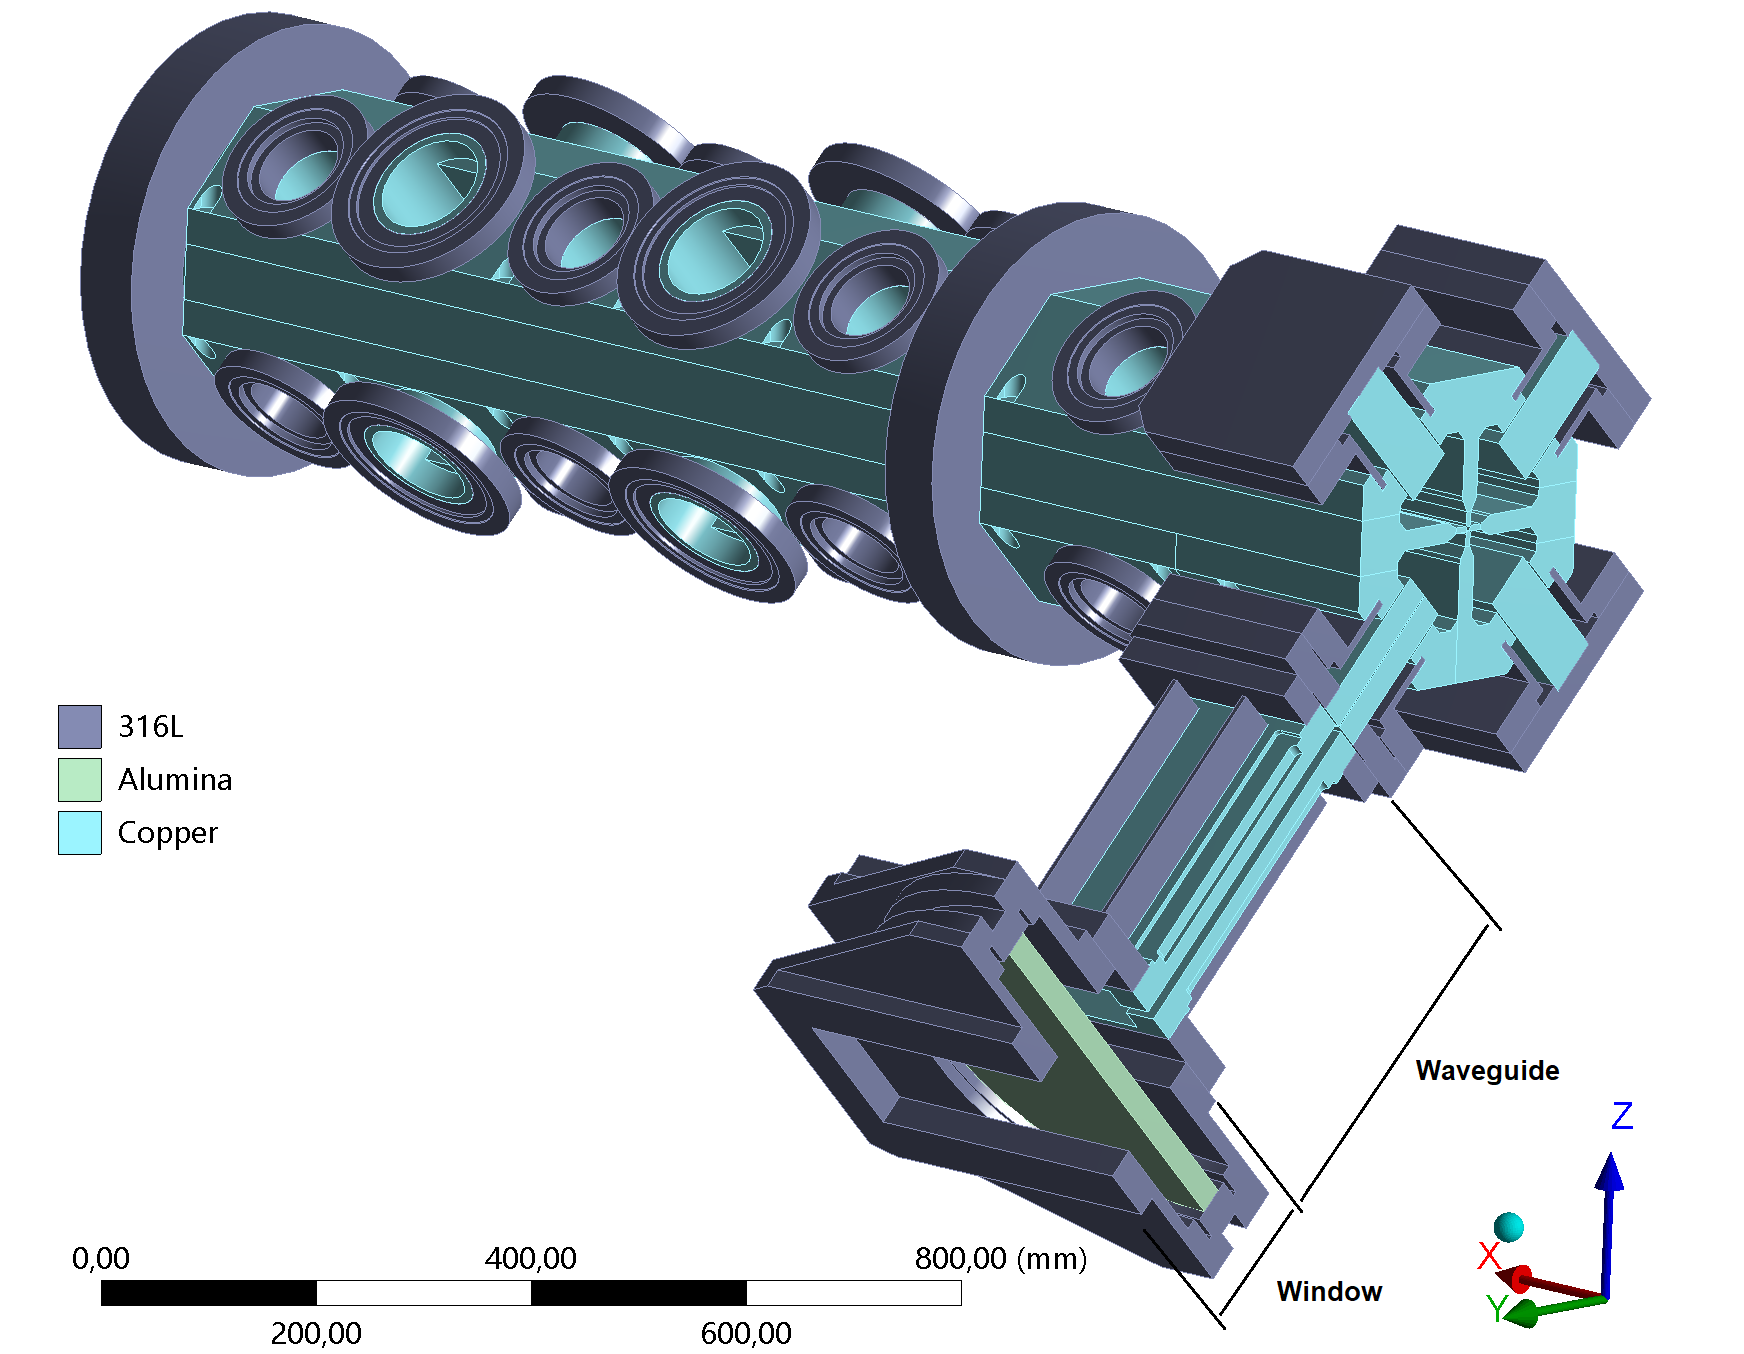 316L
Alumina
Copper
Waveguide
Z
0,00 400,00 800,00 (mm)
X
Window
Y
200,00 600,00